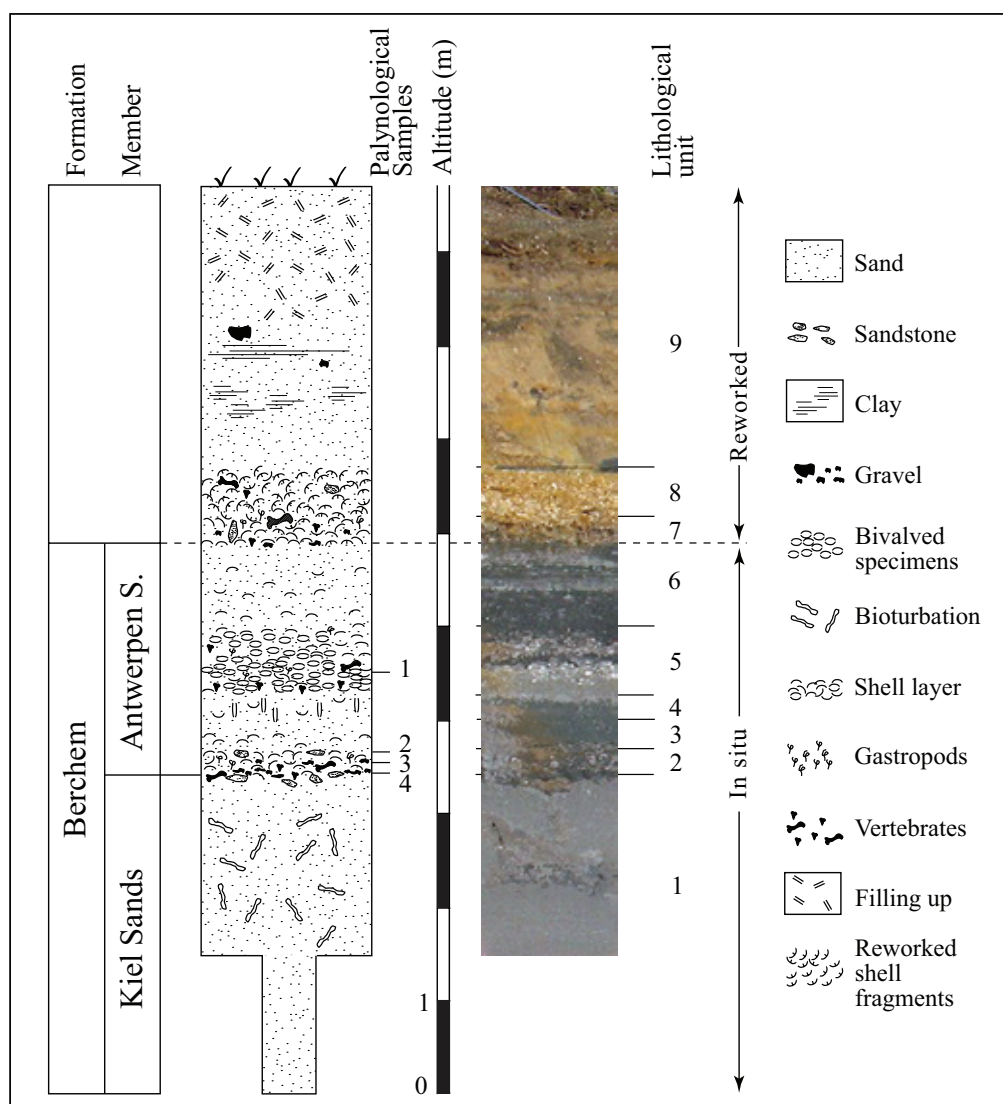 Formation
Member
Palynological
Samples
Altitude (m)
Lithological
unit
Berchem
Antwerpen S.
Kiel Sands
1
2
3
4
1
0
9
8
7
6
5
4
3
2
1
Reworked
In situ
Sand
Sandstone
Clay
Gravel
Bivalved
specimens
Bioturbation
Shell layer
Gastropods
Vertebrates
Filling up
Reworked
shell
fragments